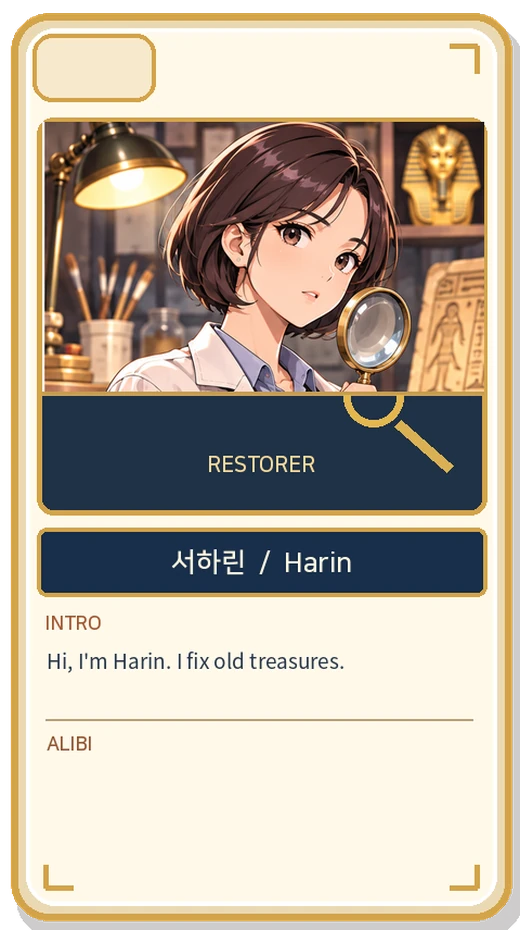 RESTORER
서하린 / Harin
INTRO
Hi, I'm Harin. I fix old treasures.
ALIBI